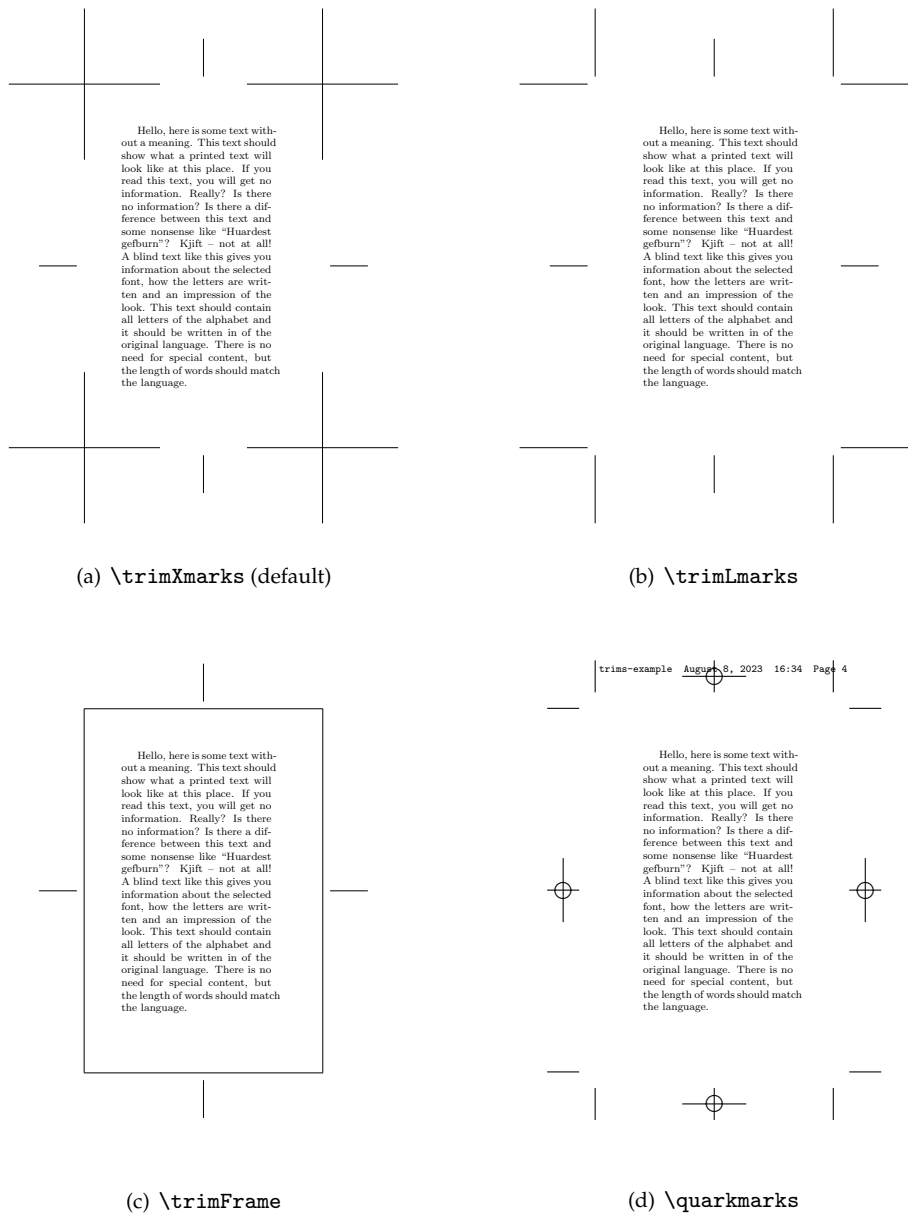 Hello, here is some text with-
out a meaning. This text should
show what a printed text will
look like at this place. If you
read this text, you will get no
information. Really? Is there
no information? Is there a dif-
ference between this text and
some nonsense like “Huardest
gefburn”? Kjift – not at all!
A blind text like this gives you
information about the selected
font, how the letters are writ-
ten and an impression of the
look. This text should contain
all letters of the alphabet and
it should be written in of the
original language. There is no
need for special content, but
the length of words should match
the language.
(a) \trimXmarks (default)
Hello, here is some text with-
out a meaning. This text should
show what a printed text will
look like at this place. If you
read this text, you will get no
information. Really? Is there
no information? Is there a dif-
ference between this text and
some nonsense like “Huardest
gefburn”? Kjift – not at all!
A blind text like this gives you
information about the selected
font, how the letters are writ-
ten and an impression of the
look. This text should contain
all letters of the alphabet and
it should be written in of the
original language. There is no
need for special content, but
the length of words should match
the language.
(b) \trimLmarks
Hello, here is some text with-
out a meaning. This text should
show what a printed text will
look like at this place. If you
read this text, you will get no
information. Really? Is there
no information? Is there a dif-
ference between this text and
some nonsense like “Huardest
gefburn”? Kjift – not at all!
A blind text like this gives you
information about the selected
font, how the letters are writ-
ten and an impression of the
look. This text should contain
all letters of the alphabet and
it should be written in of the
original language. There is no
need for special content, but
the length of words should match
the language.
(c) \trimFrame
trims-example August 8, 2023 16:34 Page 4
Hello, here is some text with-
out a meaning. This text should
show what a printed text will
look like at this place. If you
read this text, you will get no
information. Really? Is there
no information? Is there a dif-
ference between this text and
some nonsense like “Huardest
gefburn”? Kjift – not at all!
A blind text like this gives you
information about the selected
font, how the letters are writ-
ten and an impression of the
look. This text should contain
all letters of the alphabet and
it should be written in of the
original language. There is no
need for special content, but
the length of words should match
the language.
(d) \quarkmarks